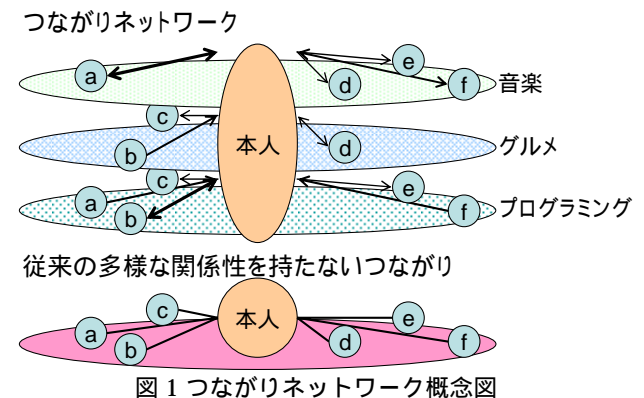 つながりネットワーク
a
e
d
f
音楽
c
b
本人
d
グルメ
c
a
b
e
f
プログラミング
従来の多様な関係性を持たないつながり
c
a
b
本人
e
d
f
図 1 つながりネットワーク概念図